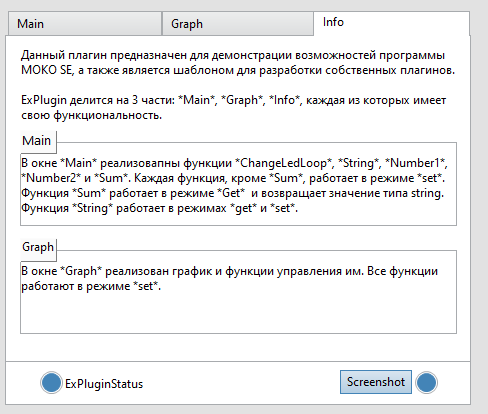 Main
Graph
Info
Данный плагин предназначен для демонстрации возможностей программы
MOKO SE, а также является шаблоном для разработки собственных плагинов.
ExPlugin делится на 3 части: *Main*, *Graph*, *Info*, каждая из которых имеет
свою функциональность.
Main
В окне *Main* реализовапны функции *ChangeLedLoop*, *String*, *Number1*,
*Number2* и *Sum*. Каждая функция, кроме *Sum*, работает в режиме *set*.
Функция *Sum* работает в режиме *Get*  и возвращает значение типа string.
Функция *String* работает в режимах *get* и *set*.
Graph
В окне *Graph* реализован график и функции управления им. Все функции
работают в режиме *set*.
ExPluginStatus
Screenshot